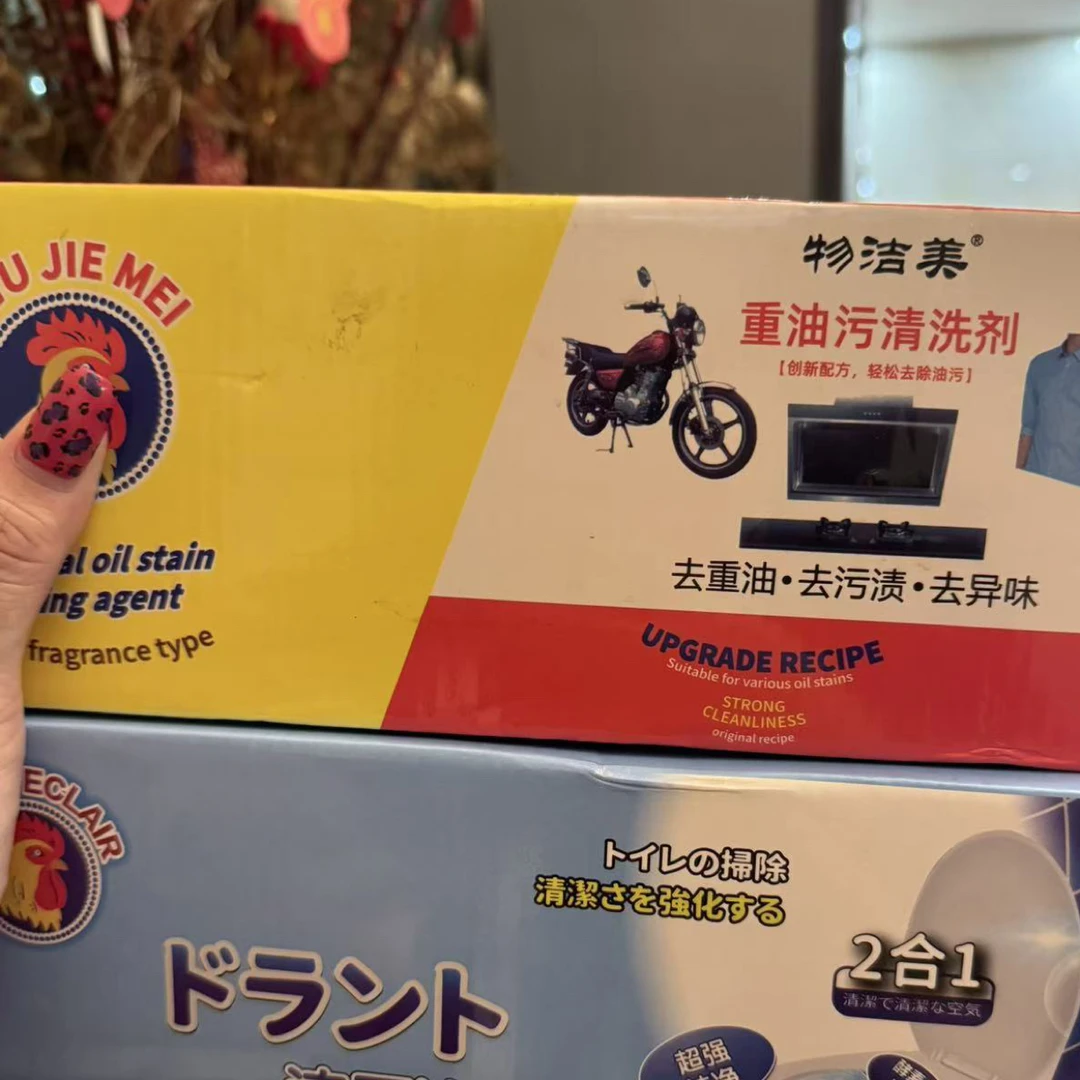 JIE MEI
物洁美®
重油污清洗剂
【创新配方，轻松去除油污】
去重油•去污渍•去异味
oil stain
agent
fragrance type
UPGRADE RECIPE
Suitable for various oil stains
STRONG
CLEANLINESS
original recipe
ECLAIR
トイレの掃除
清潔さを強化する
ドラント
2合1
清潔で清潔な空気
超强